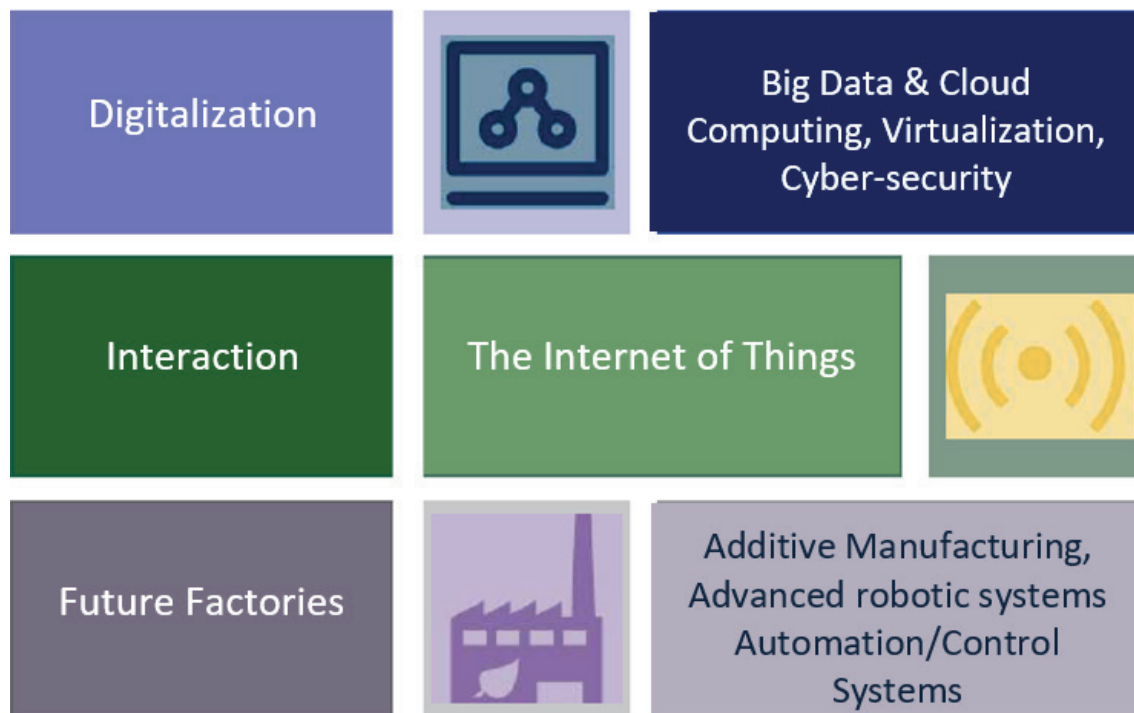 Digitalization
Big Data & Cloud
Computing, Virtualization,
Cyber-security
Interaction
The Internet of Things
Future Factories
Additive Manufacturing,
Advanced robotic systems
Automation/Control
Systems